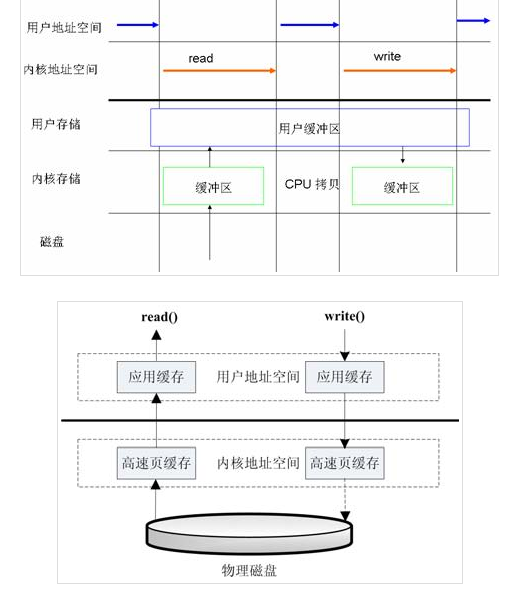 用户地址空间
内核地址空间
read
write
用户存储
用户缓冲区
内核存储
缓冲区
CPU 拷贝
缓冲区
磁盘
read()
write()
应用缓存
用户地址空间
应用缓存
高速页缓存
内核地址空间
高速页缓存
物理磁盘